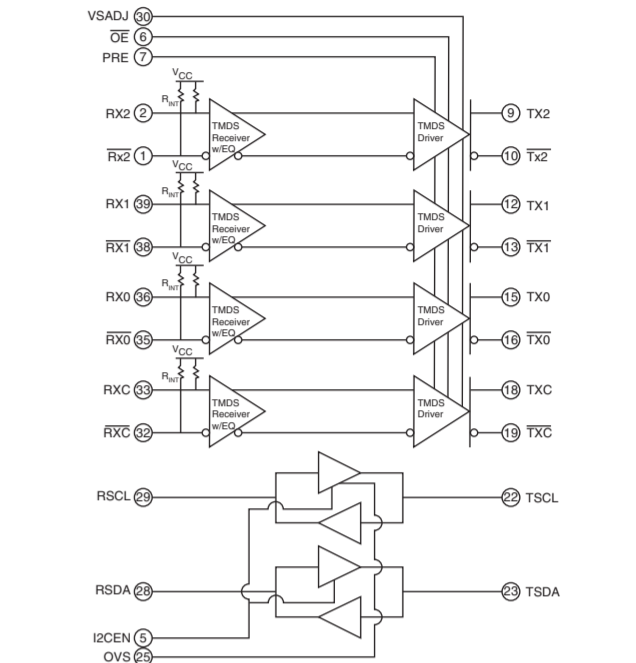 VSADJ 30
OE 6
PRE 7
VCC
RINT
RX2 2
TMDS
Receiver
w/EQ
TMDS
Driver
9 TX2
Rx2 1
10 Tx2
VCC
RINT
RX1 39
TMDS
Receiver
w/EQ
TMDS
Driver
12 TX1
RX1 38
13 TX1
VCC
RINT
RX0 36
TMDS
Receiver
w/EQ
TMDS
Driver
15 TX0
RX0 35
16 TX0
VCC
RINT
RXC 33
TMDS
Receiver
w/EQ
TMDS
Driver
18 TXC
RXC 32
19 TXC
RSCL 29
22 TSCL
RSDA 28
23 TSDA
I2CEN 5
OVS 25